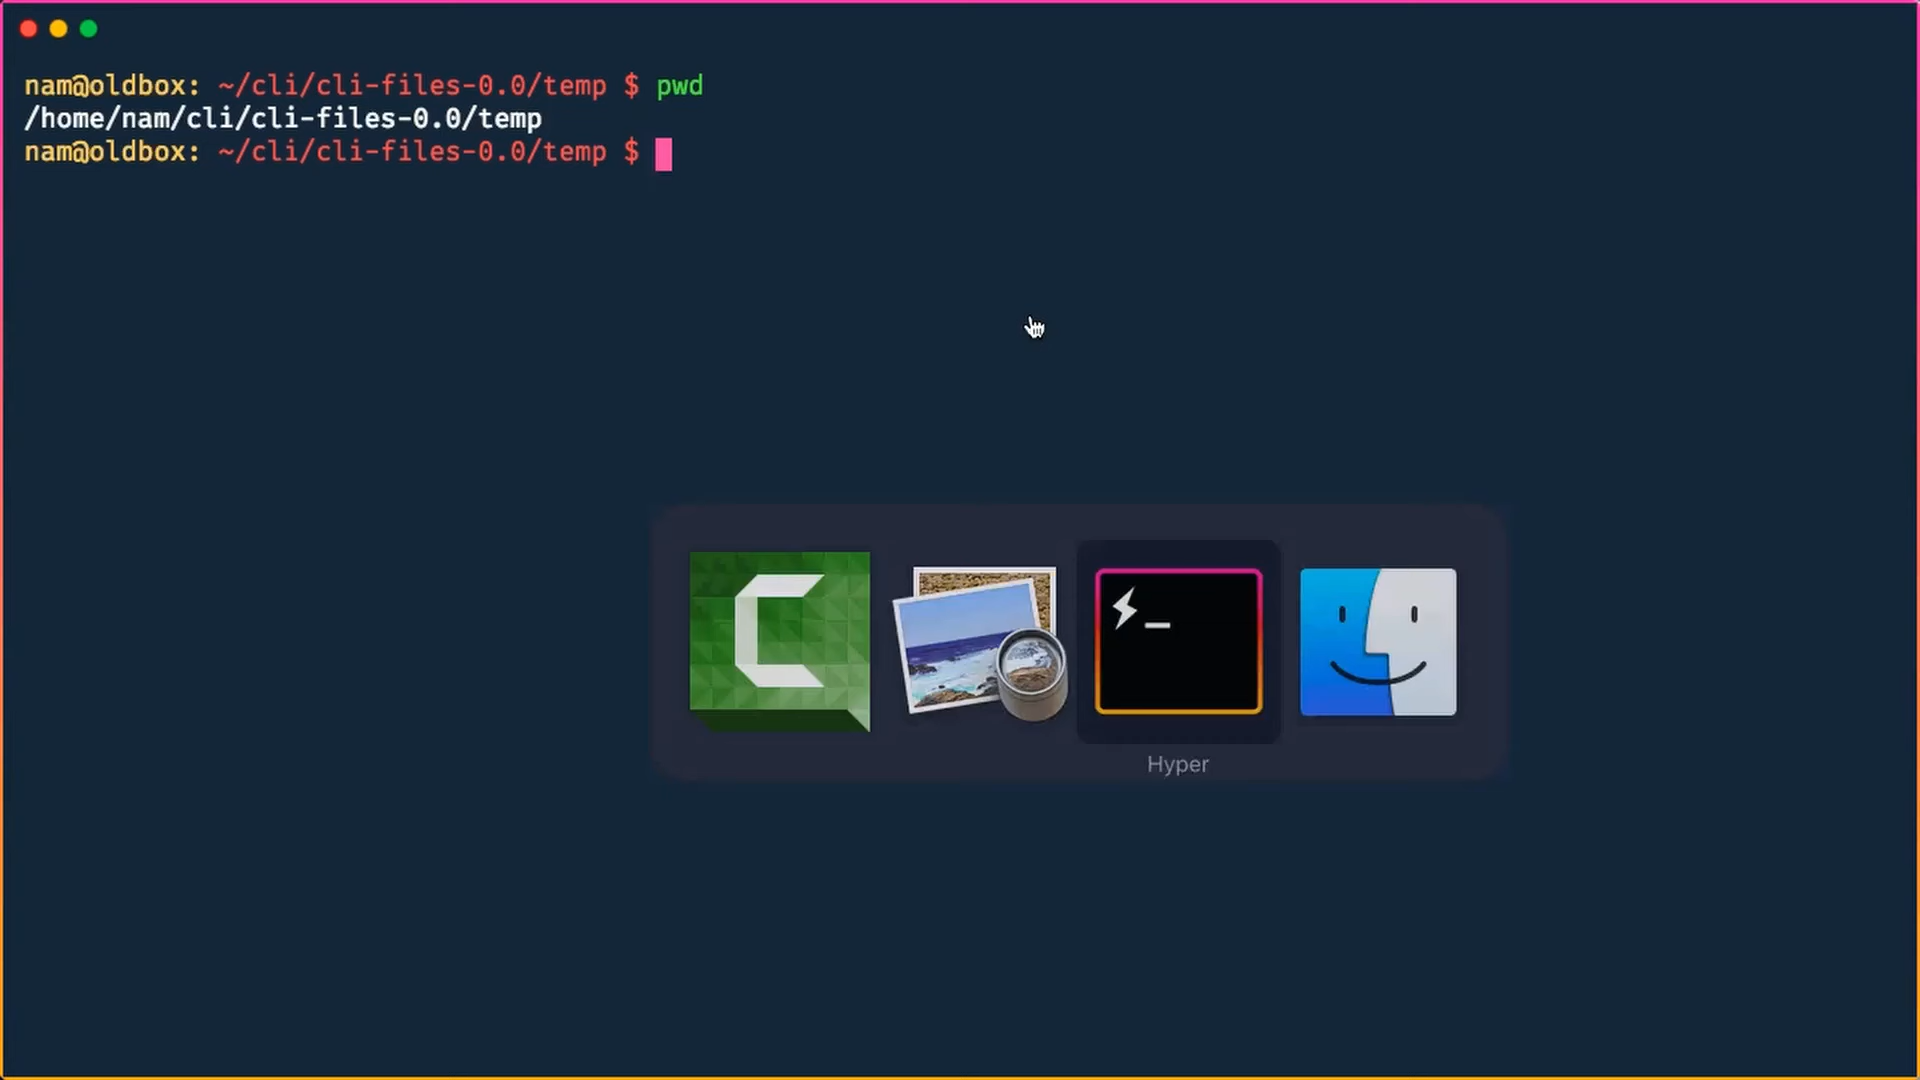 nam@oldbox: ~/cli/cli-files-0.0/temp $ pwd
/home/nam/cli/cli-files-0.0/temp
nam@oldbox: ~/cli/cli-files-0.0/temp $
Hyper